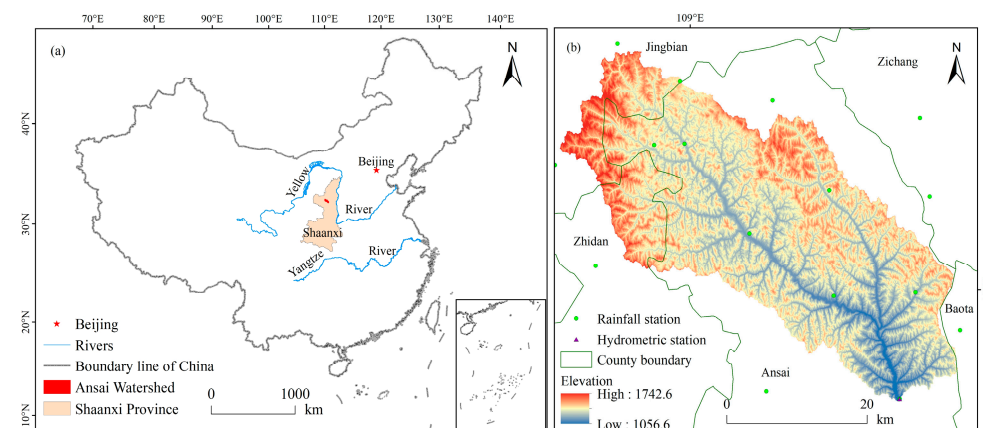 70°E 80°E 90°E 100°E 110°E 120°E 130°E 140°E
(a)
N
40°N
30°N
20°N
10°N
Beijing
Yellow
River
Shaanxi
Yangtze
River
Beijing
Rivers
Boundary line of China
Ansai Watershed
Shaanxi Province
0 1000
km
109°E
(b)
Jingbian
Zichang
N
Zhidan
Baota
Ansai
Rainfall station
Hydrometric station
County boundary
Elevation
High : 1742.6
Low : 1056.6
0 20
km